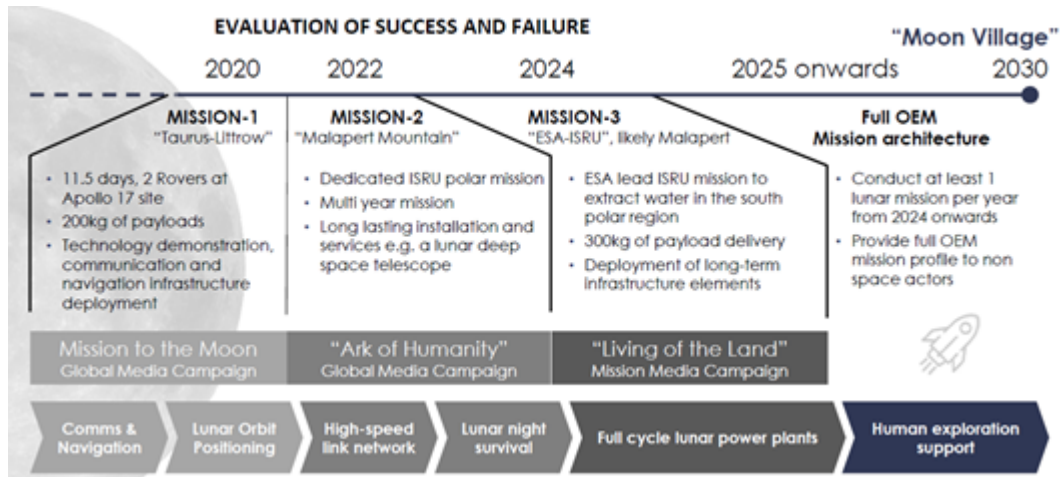 EVALUATION OF SUCCESS AND FAILURE
"Moon Village"
2020
2022
2024
2025 onwards
2030
MISSION-1
"Taurus-Littrow"
• 11.5 days, 2 Rovers at
Apollo 17 site
• 200kg of payloads
• Technology demonstration,
communication and
navigation infrastructure
deployment
MISSION-2
"Malapert Mountain"
• Dedicated ISRU polar mission
• Multi year mission
• Long lasting installation and
services e.g. a lunar deep
space telescope
MISSION-3
"ESA-ISRU", likely Malapert
• ESA lead ISRU mission to
extract water in the south
polar region
• 300kg of payload delivery
• Deployment of long-term
infrastructure elements
Full OEM
Mission architecture
• Conduct at least 1
lunar mission per year
from 2024 onwards
• Provide full OEM
mission profile to non
space actors
Mission to the Moon
Global Media Campaign
"Ark of Humanity"
Global Media Campaign
"Living of the Land"
Mission Media Campaign
Comms &
Navigation
Lunar Orbit
Positioning
High-speed
link network
Lunar night
survival
Full cycle lunar power plants
Human exploration
support